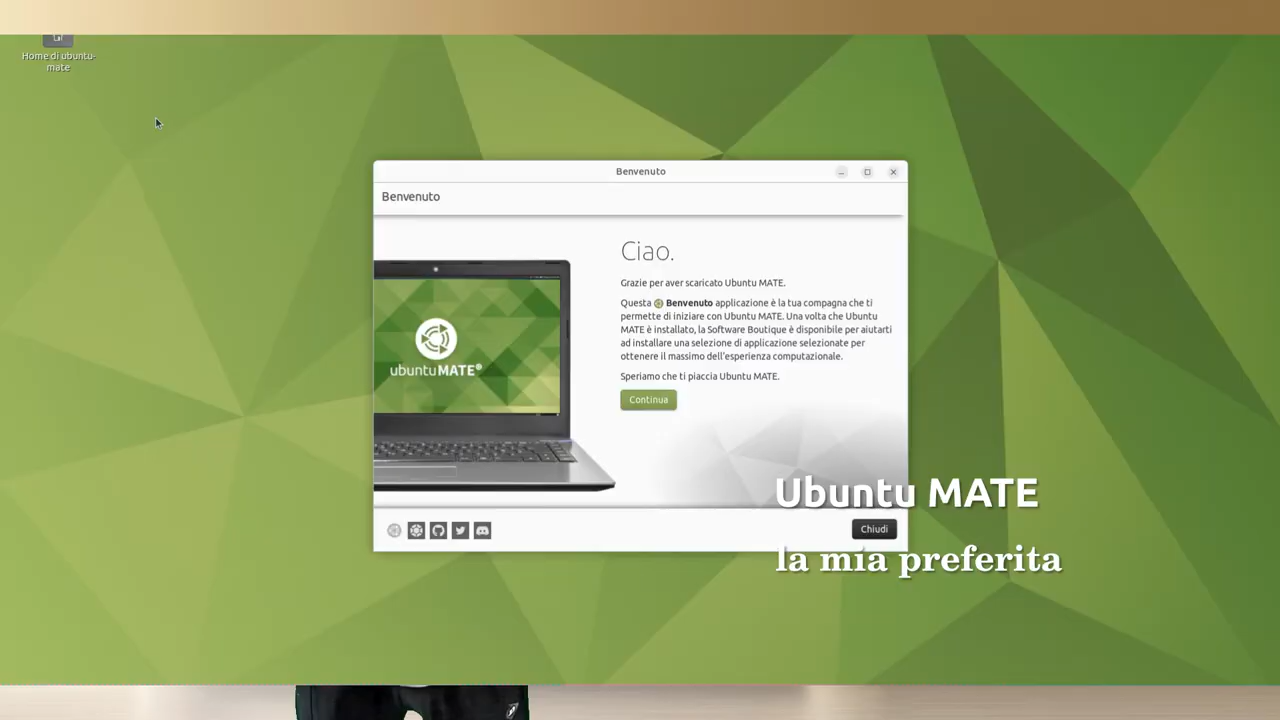 Home di ubuntu-
mate
Benvenuto
Benvenuto
Ciao.
Grazie per aver scaricato Ubuntu MATE.
Questa Benvenuto applicazione è la tua compagna che ti
permette di iniziare con Ubuntu MATE. Una volta che Ubuntu
MATE è installato, la Software Boutique è disponibile per aiutarti
ad installare una selezione di applicazione selezionate per
ottenere il massimo dell'esperienza computazionale.
Speriamo che ti piaccia Ubuntu MATE.
Continua
ubuntu MATE®
Ubuntu MATE
Chiudi
la mia preferita